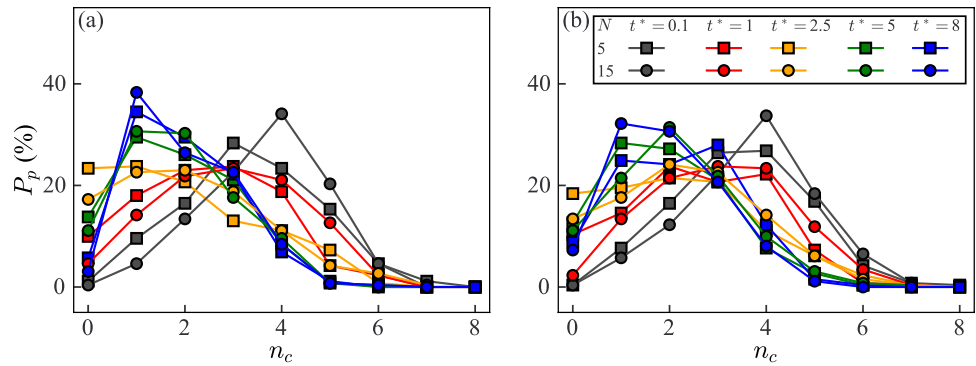 (a)
(b)
N t* = 0.1 t* = 1 t* = 2.5 t* = 5 t* = 8
5
15
P_p (%)
40
20
0
0 2 4 6 8
n_c
40
20
0
0 2 4 6 8
n_c